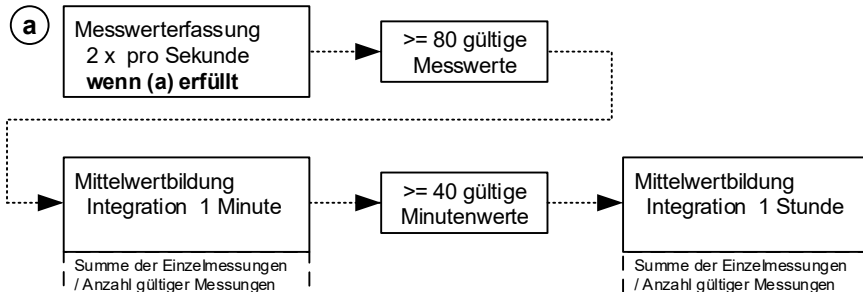 a
Messwerterfassung
2 x pro Sekunde
wenn (a) erfüllt
>= 80 gültige
Messwerte
Mittelwertbildung
Integration 1 Minute
>= 40 gültige
Minutenwerte
Mittelwertbildung
Integration 1 Stunde
Summe der Einzelmessungen
/ Anzahl gültiger Messungen
Summe der Einzelmessungen
/ Anzahl gültiger Messungen